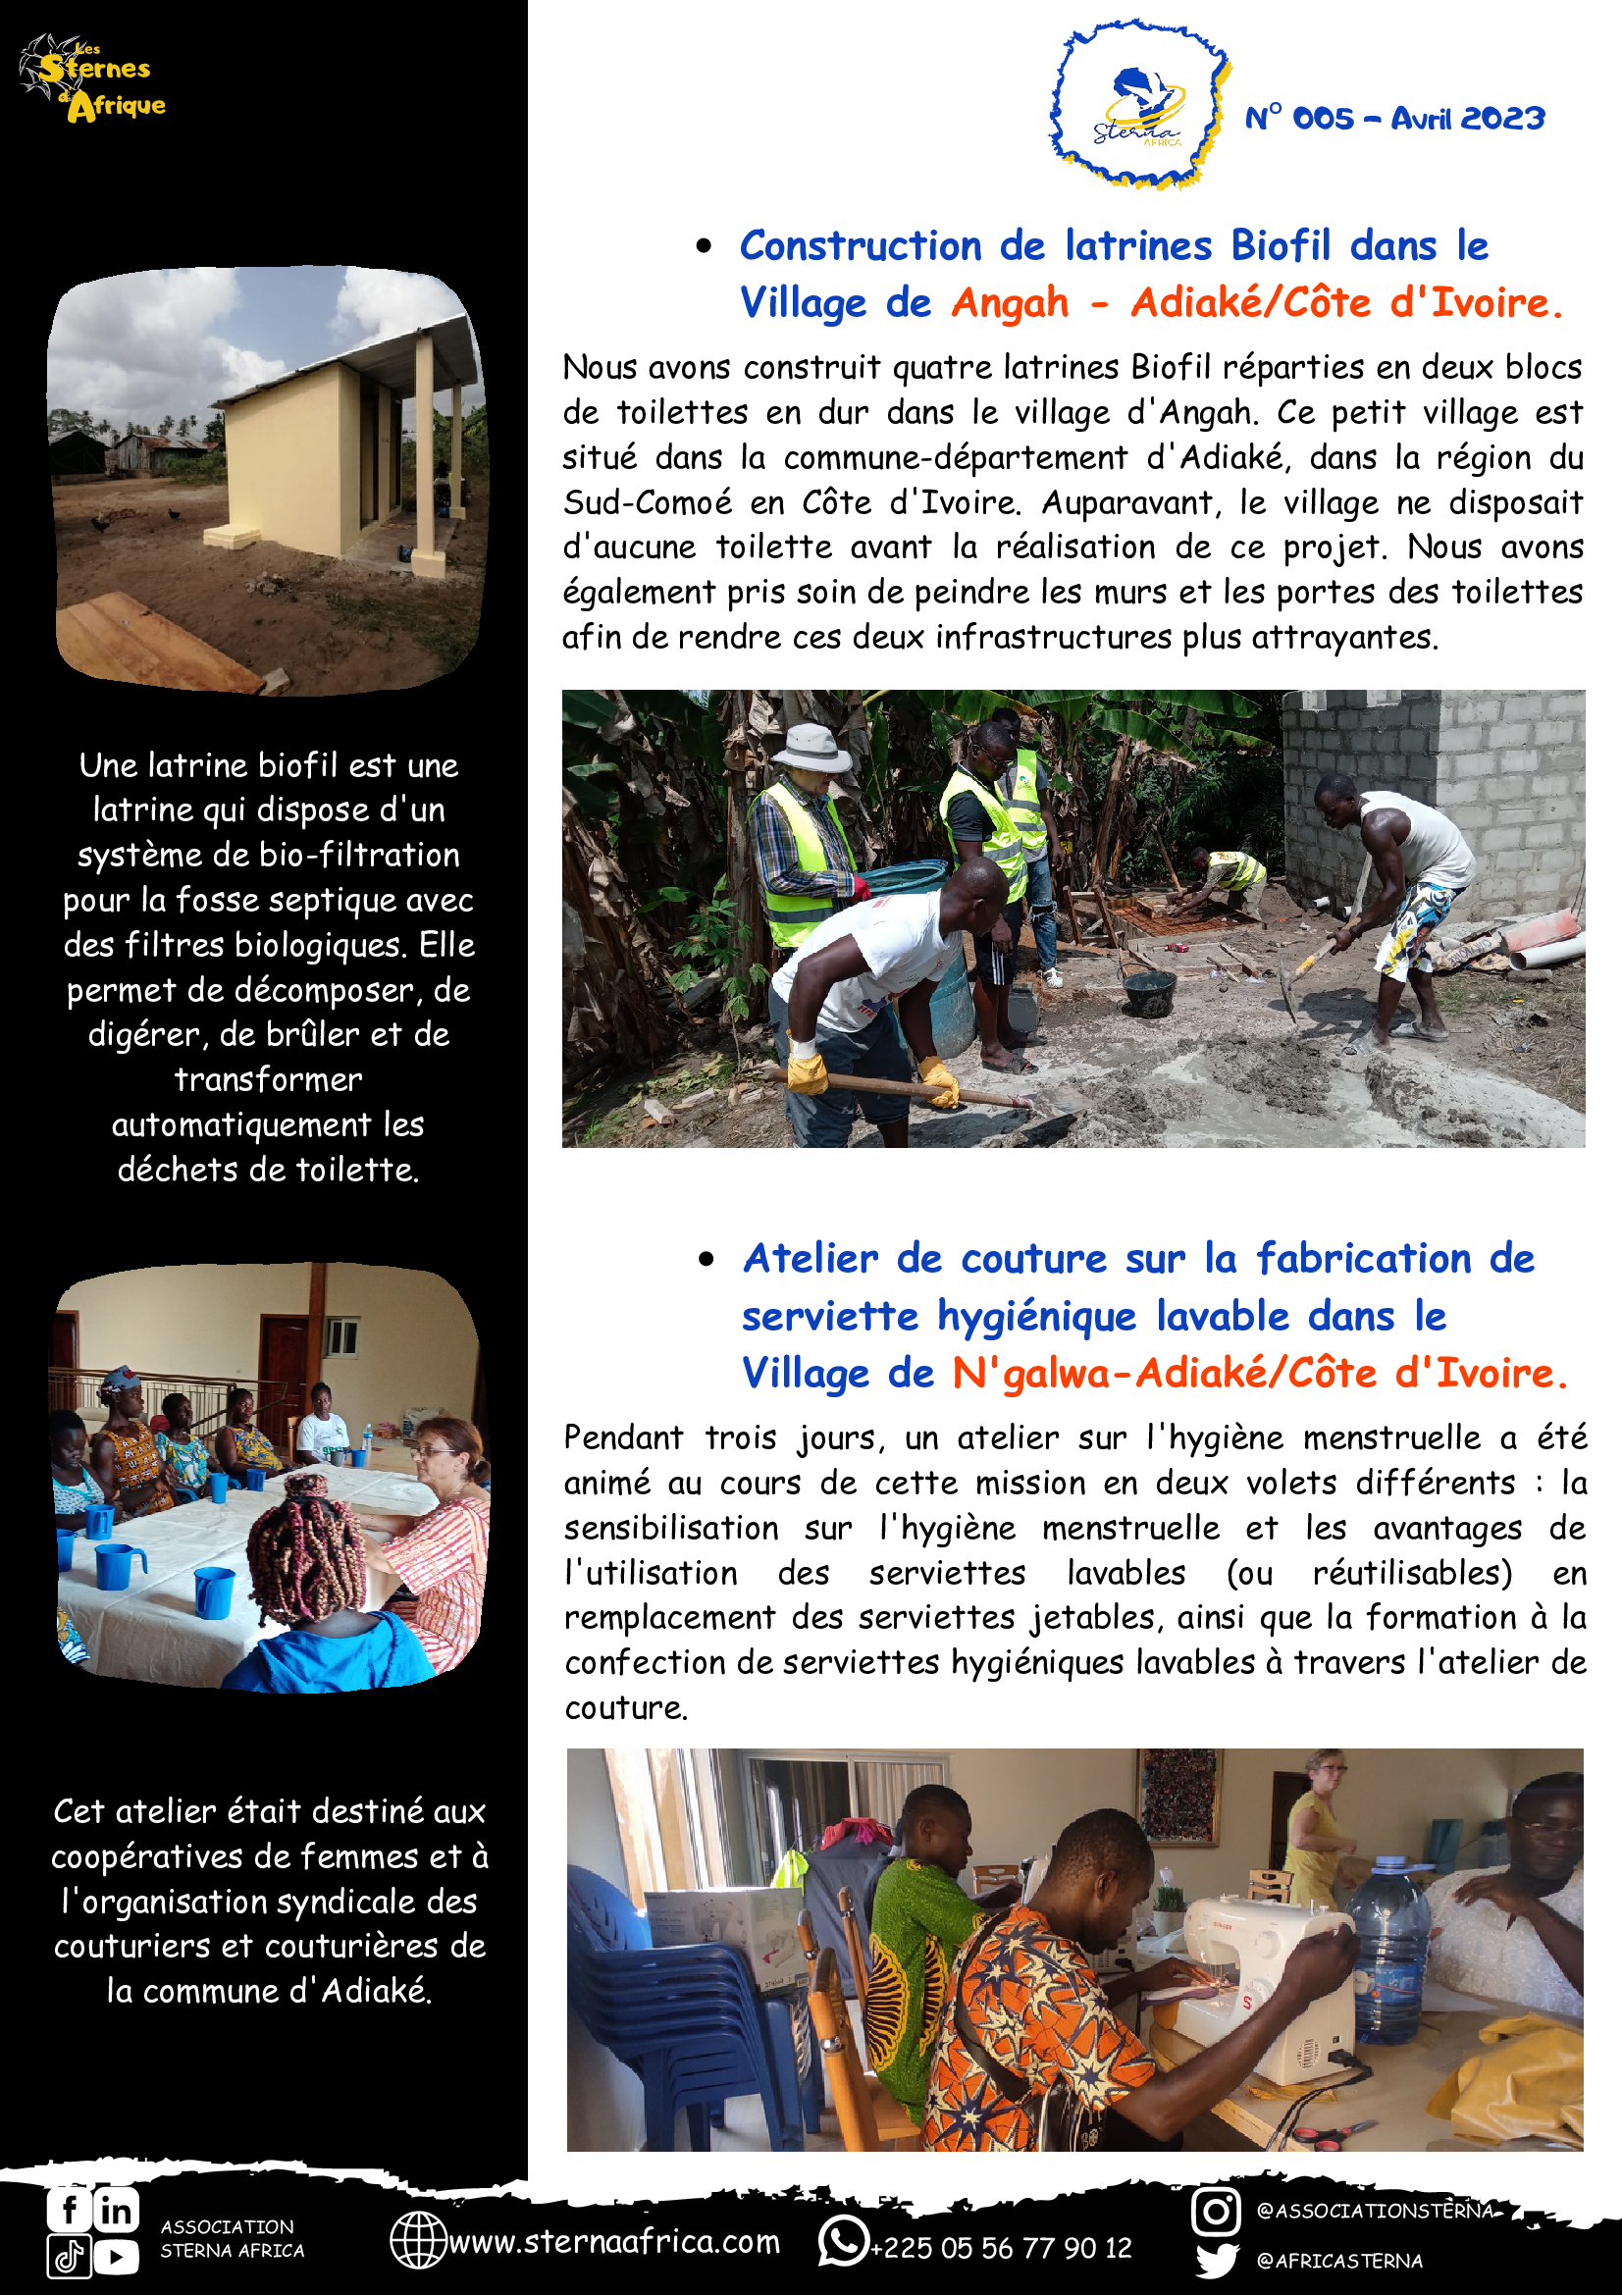 Les
Sternes
d'Afrique
Sterna
AFRICA
N° 005 - Avril 2023
• Construction de latrines Biofil dans le
Village de Angah - Adiaké/Côte d'Ivoire.
Nous avons construit quatre latrines Biofil réparties en deux blocs
de toilettes en dur dans le village d'Angah. Ce petit village est
situé dans la commune-département d'Adiaké, dans la région du
Sud-Comoé en Côte d'Ivoire. Auparavant, le village ne disposait
d'aucune toilette avant la réalisation de ce projet. Nous avons
également pris soin de peindre les murs et les portes des toilettes
afin de rendre ces deux infrastructures plus attrayantes.
Une latrine biofil est une
latrine qui dispose d'un
système de bio-filtration
pour la fosse septique avec
des filtres biologiques. Elle
permet de décomposer, de
digérer, de brûler et de
transformer
automatiquement les
déchets de toilette.
• Atelier de couture sur la fabrication de
serviette hygiénique lavable dans le
Village de N'galwa-Adiaké/Côte d'Ivoire.
Pendant trois jours, un atelier sur l'hygiène menstruelle a été
animé au cours de cette mission en deux volets différents : la
sensibilisation sur l'hygiène menstruelle et les avantages de
l'utilisation des serviettes lavables (ou réutilisables) en
remplacement des serviettes jetables, ainsi que la formation à la
confection de serviettes hygiéniques lavables à travers l'atelier de
couture.
Cet atelier était destiné aux
coopératives de femmes et à
l'organisation syndicale des
couturiers et couturières de
la commune d'Adiaké.
SINGER
ASSOCIATION
STERNA AFRICA
www.sternaafrica.com
+225 05 56 77 90 12
@ASSOCIATIONSTERNA
@AFRICASTERNA